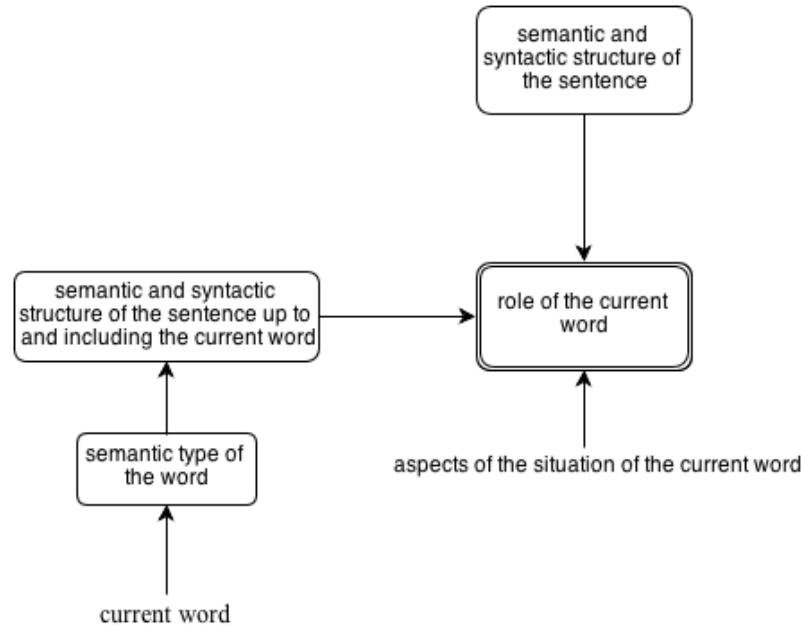 semantic and
syntactic structure of
the sentence
semantic and syntactic
structure of the sentence up to
and including the current word
role of the current
word
semantic type of
the word
aspects of the situation of the current word
current word